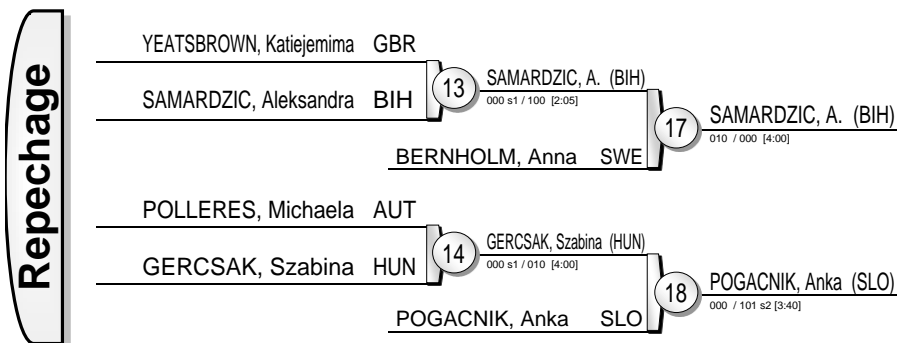 Repechage
YEATSBROWN, Katiejemima GBR
SAMARDZIC, Aleksandra BIH
13
SAMARDZIC, A. (BIH)
000 s1 / 100 [2:05]
BERNHOLM, Anna SWE
17
SAMARDZIC, A. (BIH)
010 / 000 [4:00]
POLLERES, Michaela AUT
GERCSAK, Szabina HUN
14
GERCSAK, Szabina (HUN)
000 s1 / 010 [4:00]
POGACNIK, Anka SLO
18
POGACNIK, Anka (SLO)
000 / 101 s2 [3:40]